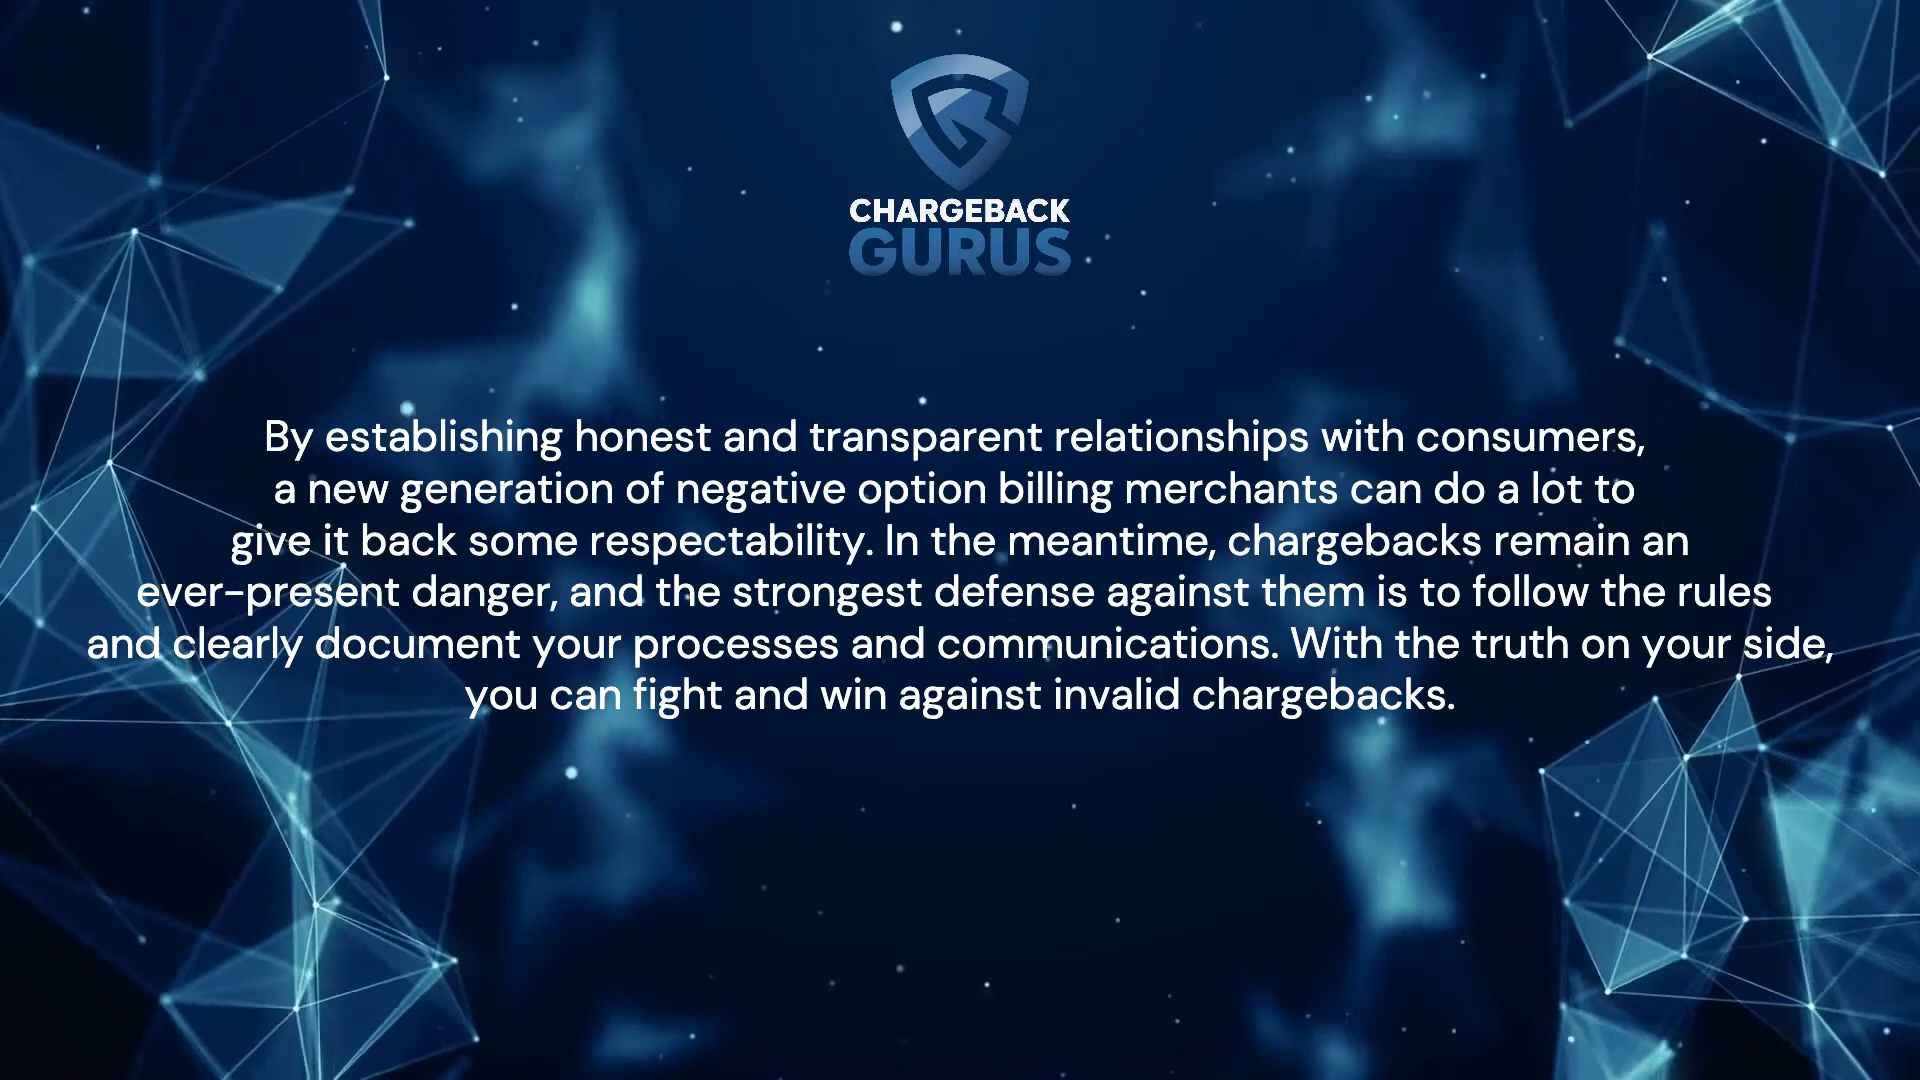 CHARGEBACK
GURUS
By establishing honest and transparent relationships with consumers,
a new generation of negative option billing merchants can do a lot to
give it back some respectability. In the meantime, chargebacks remain an
ever-present danger, and the strongest defense against them is to follow the rules
and clearly document your processes and communications. With the truth on your side,
you can fight and win against invalid chargebacks.